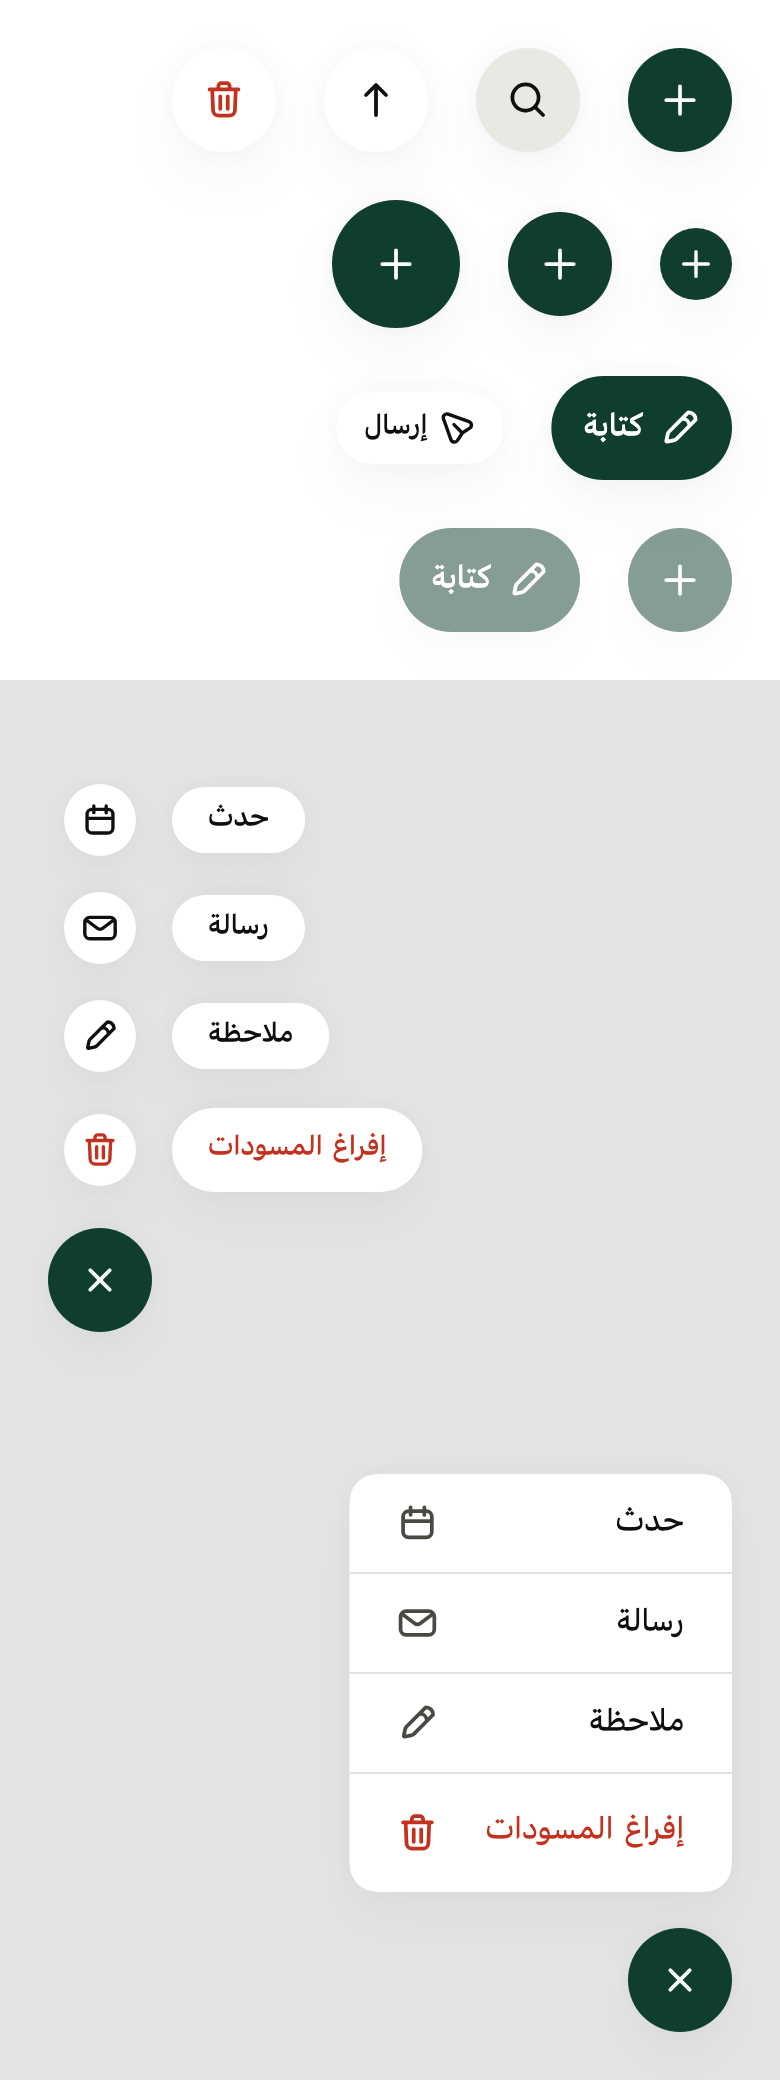 كتابة
إرسال
كتابة
حدث
رسالة
ملاحظة
إفراغ المسودات
حدث
رسالة
ملاحظة
إفراغ المسودات